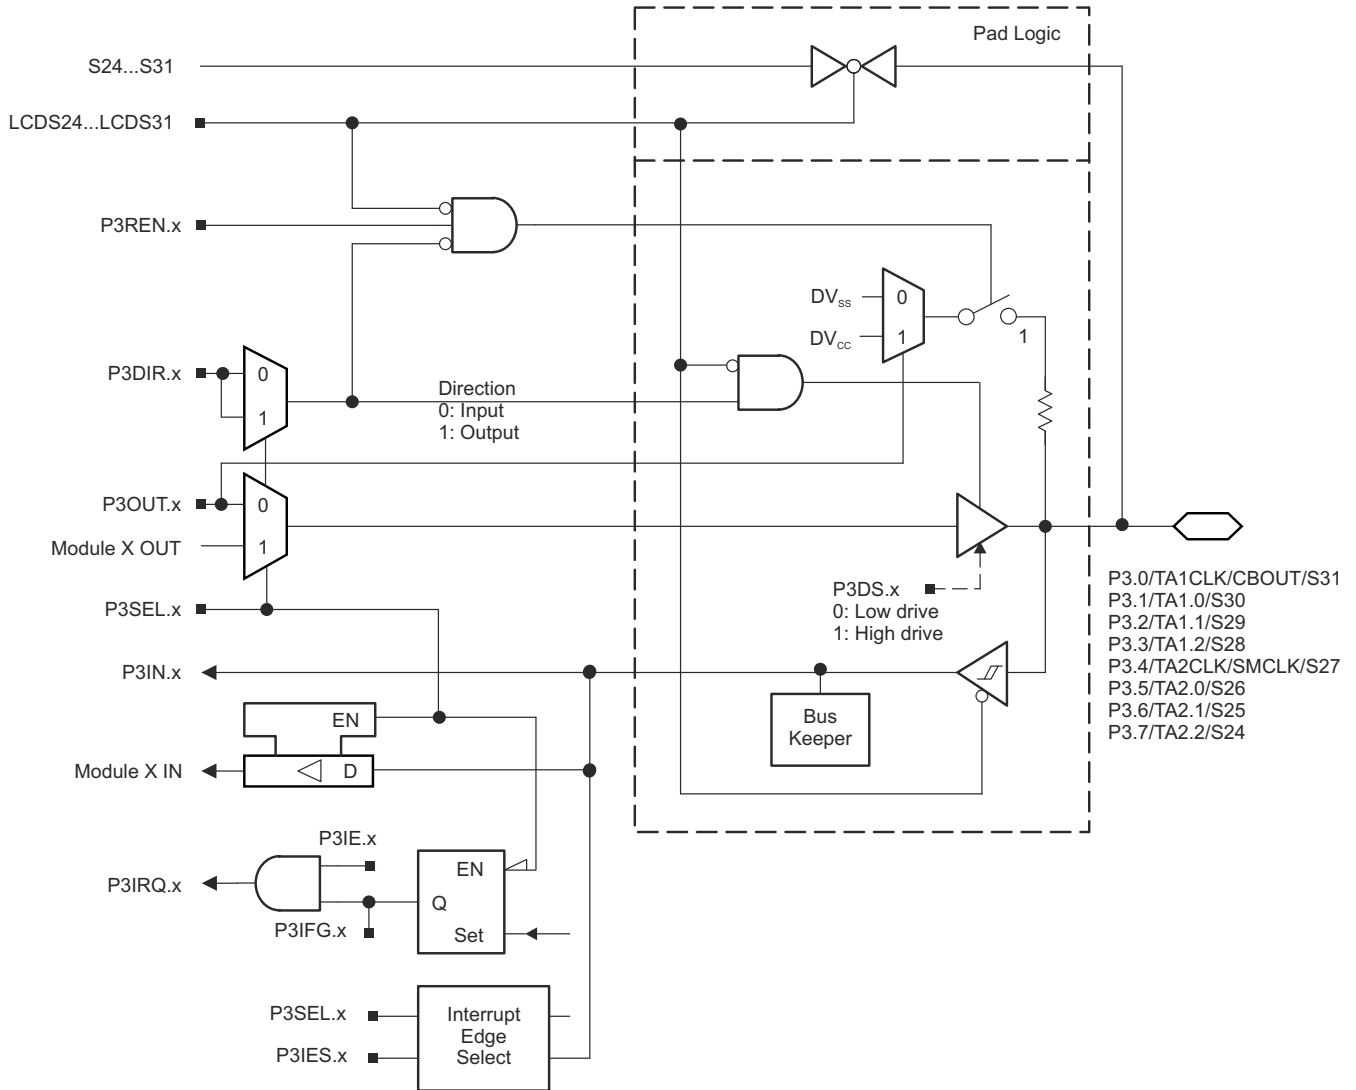 Pad Logic
S24...S31
LCDS24...LCDS31
P3REN.x
DVSS
0
DVCC
1
1
P3DIR.x
0
1
Direction
0: Input
1: Output
P3OUT.x
0
Module X OUT
1
P3SEL.x
P3DS.x
0: Low drive
1: High drive
P3.0/TA1CLK/CBOUT/S31
P3.1/TA1.0/S30
P3.2/TA1.1/S29
P3.3/TA1.2/S28
P3.4/TA2CLK/SMCLK/S27
P3.5/TA2.0/S26
P3.6/TA2.1/S25
P3.7/TA2.2/S24
P3IN.x
Bus
Keeper
EN
Module X IN
D
P3IE.x
P3IRQ.x
EN
Q
P3IFG.x
Set
P3SEL.x
P3IES.x
Interrupt
Edge
Select